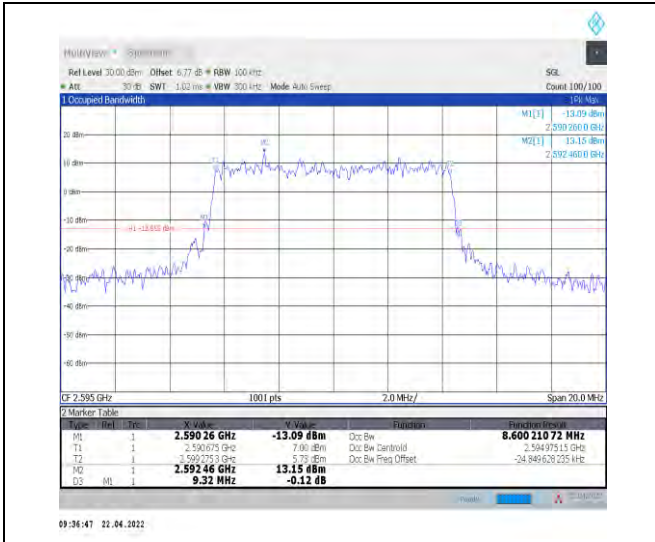 MultiView Spectrum
Ref Level 30.00 dBm Offset 6.77 dB RBW 100 kHz SGL
Att 30 dB SWT 1.02 ms VBW 300 kHz Mode Auto Sweep Count 100/100
1 Occupied Bandwidth 1Pk Max
M1[1] -13.09 dBm
2.590 260 0 GHz
M2[1] 13.15 dBm
2.592 460 0 GHz
20 dBm
M2
10 dBm
T1
T2
0 dBm
-10 dBm
M1
H1 -12.850 dBm
-20 dBm
-30 dBm
-40 dBm
-50 dBm
-60 dBm
CF 2.595 GHz 1001 pts 2.0 MHz/ Span 20.0 MHz
2 Marker Table
Type Ref Trc X-Value Y-Value Function Function Result
M1 1 2.590 26 GHz -13.09 dBm Occ Bw 8.600 210 72 MHz
T1 1 2.590675 GHz 7.00 dBm Occ Bw Centroid 2.59497515 GHz
T2 1 2.5992753 GHz 5.73 dBm Occ Bw Freq Offset -24.849 628 235 kHz
M2 1 2.592 46 GHz 13.15 dBm
D3 M1 1 9.32 MHz -0.12 dB
09:36:47 22.04.2022